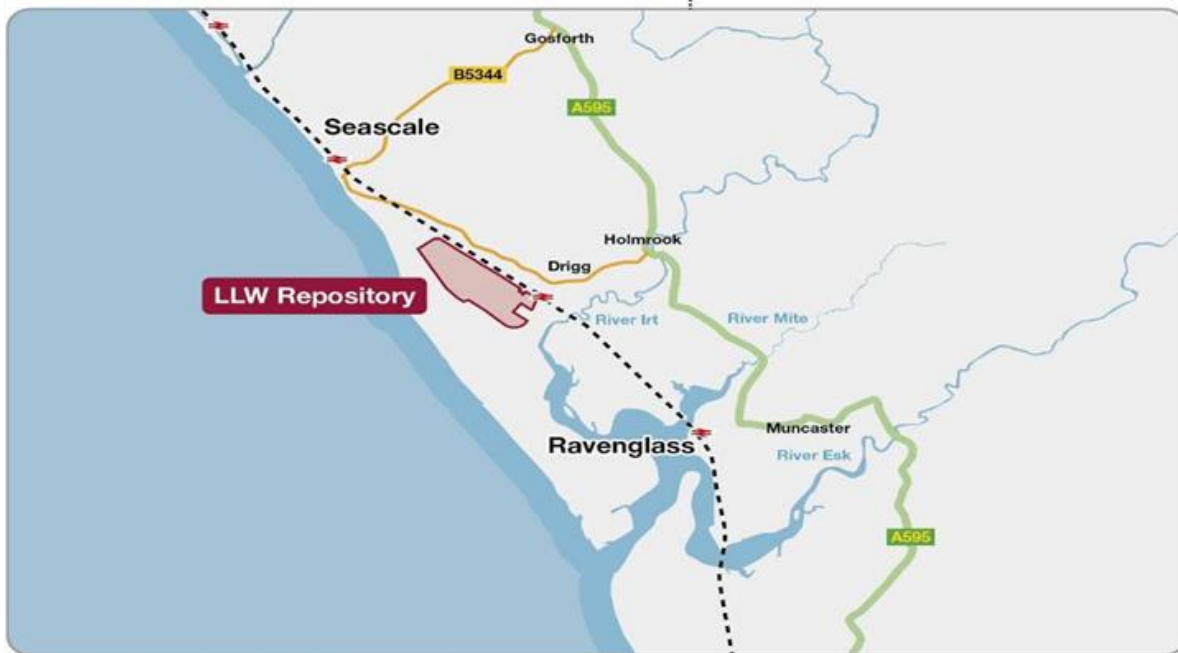 Gosforth
B5344
A595
Seascale
Holmrook
Drigg
LLW Repository
River Irt
River Mite
Muncaster
Ravenglass
River Esk
A595